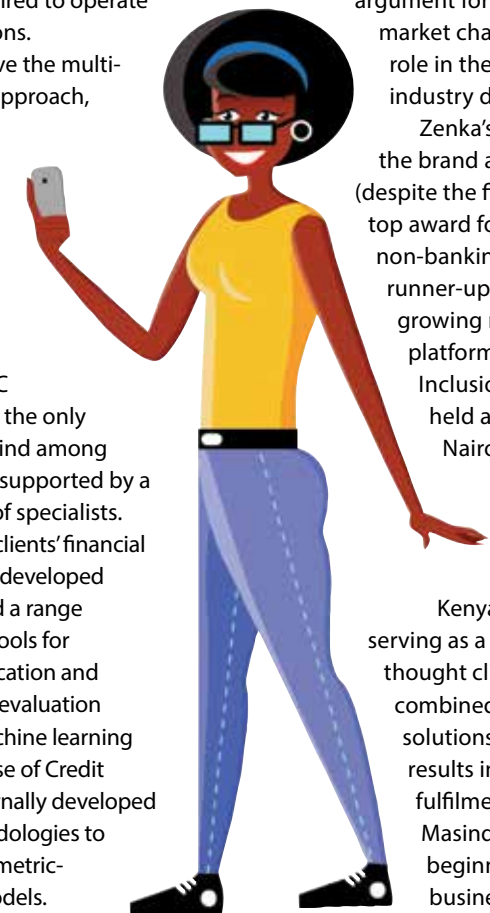 ired to operate
ons.
ve the multi-
pproach,
C
the only
ind among
supported by a
of specialists.
clients’ financial
developed
d a range
ools for
cation and
evaluation
chine learning
se of Credit
rnally developed
dologies to
metric-
dels.
argument for
market cha
role in the
industry d
Zenka’s
the brand a
(despite the f
top award fo
non-bankin
runner-up
growing
platform
Inclusio
held a
Nairo
Kenya
serving as a
thought cl
combined
solutions
results in
fulfilme
Masind
beginn
busine